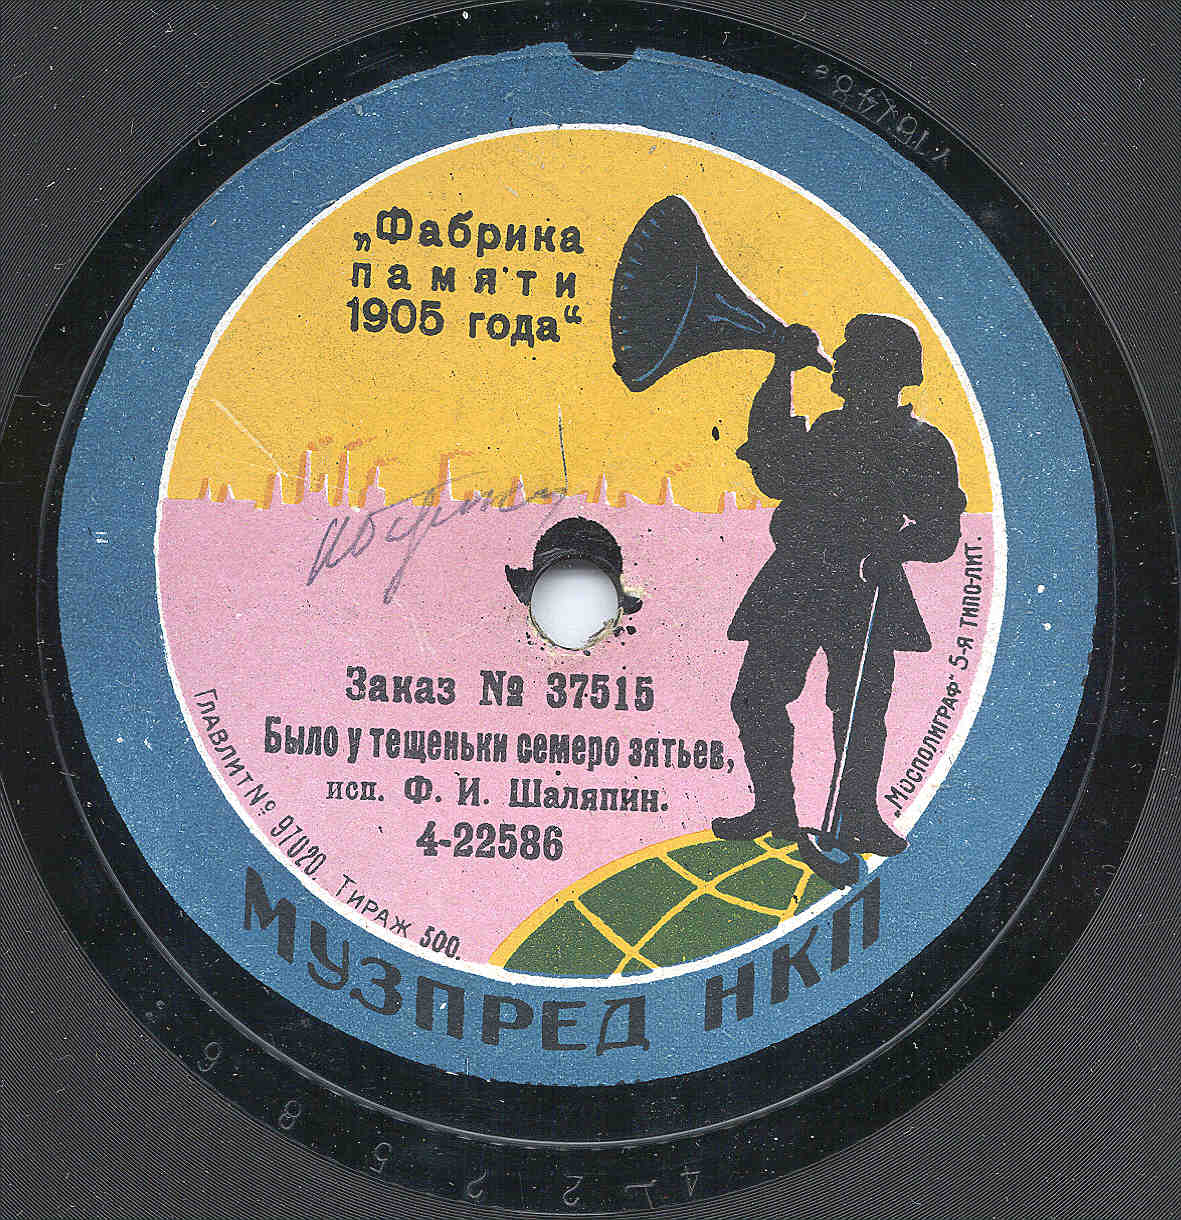 „Фабрика
памяти
1905 года“
Заказ № 37515
Было у тещеньки семеро зятьев,
исп. Ф. И. Шаляпин.
4-22586
Главлит № 97020. Тираж 500.
„Мосполиграф“ 5-я типо-лит.
МУЗПРЕД НКП
4-22586